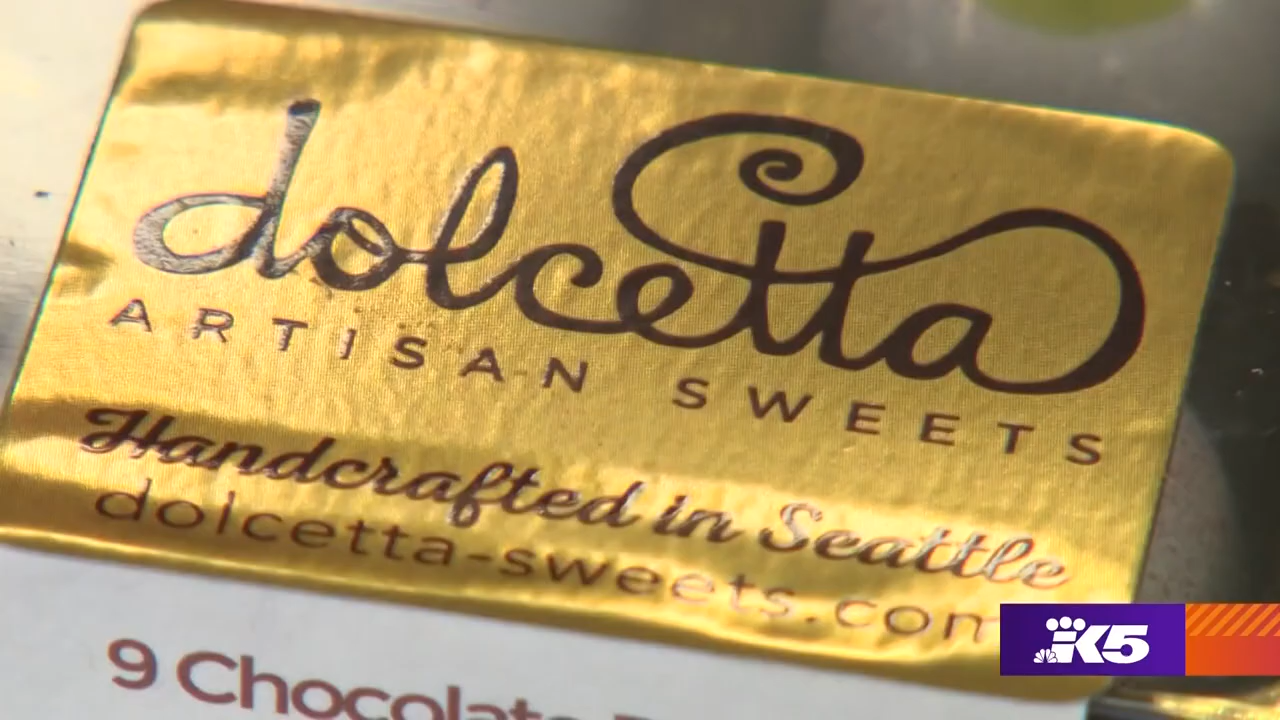 dolcetta
ARTISAN SWEETS
Handcrafted in Seattle
dolcetta-sweets.com
9 Chocolate
K5